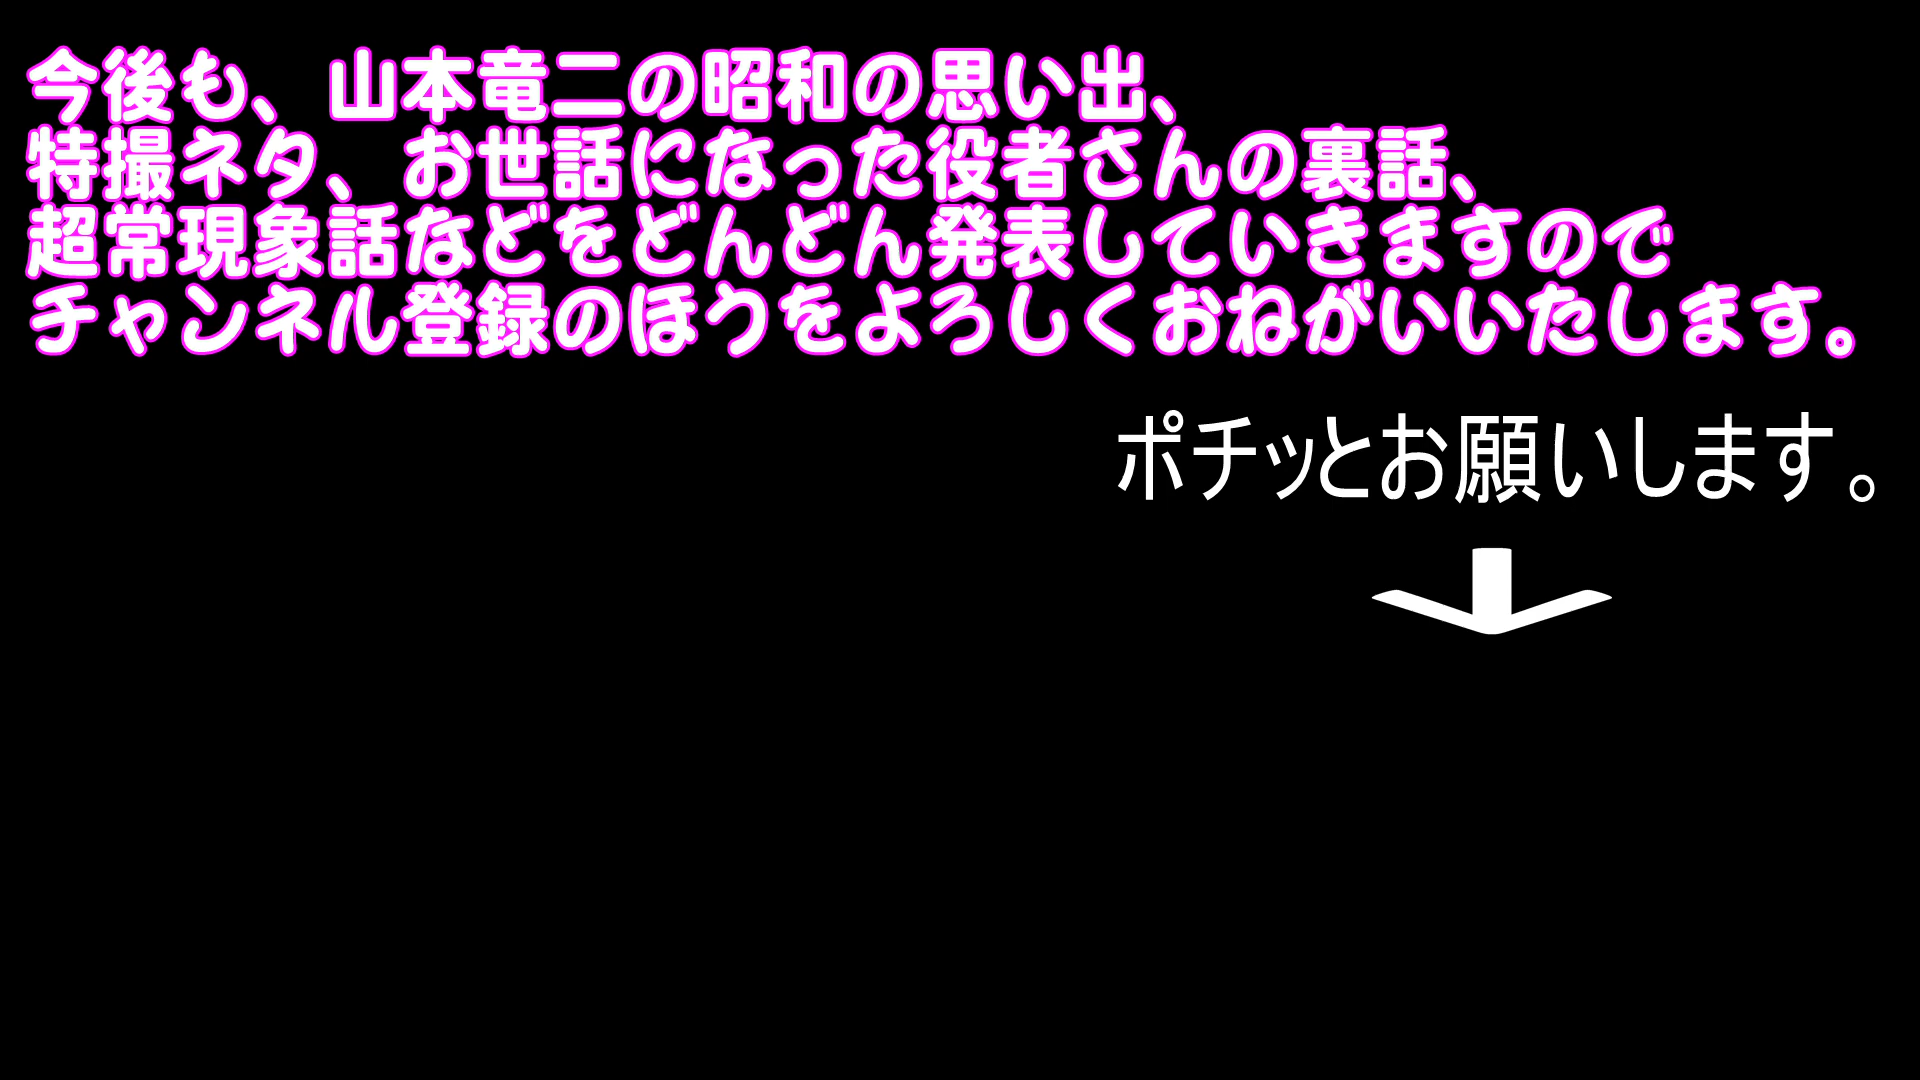 今後も、山本竜二の昭和の思い出、
特撮ネタ、お世話になった役者さんの裏話、
超常現象話などをどんどん発表していきますので
チャンネル登録のほうをよろしくおねがいいたします。
ポチッとお願いします。